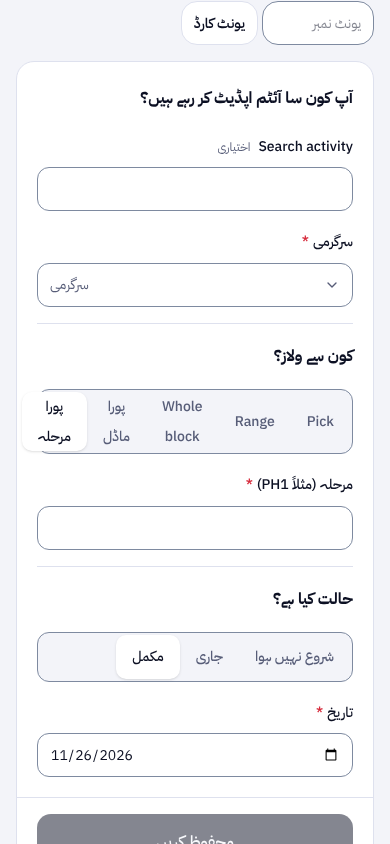 یونٹ نمبر
یونٹ کارڈ
آپ کون سا آئٹم اپڈیٹ کر رہے ہیں؟
Search activity اختیاری
سرگرمی *
سرگرمی
کون سے ولاز؟
Pick
Range
Whole block
پورا ماڈل
پورا مرحلہ
مرحلہ (مثلاً PH1) *
حالت کیا ہے؟
شروع نہیں ہوا
جاری
مکمل
تاریخ *
11/26/2026
محفوظ کریں